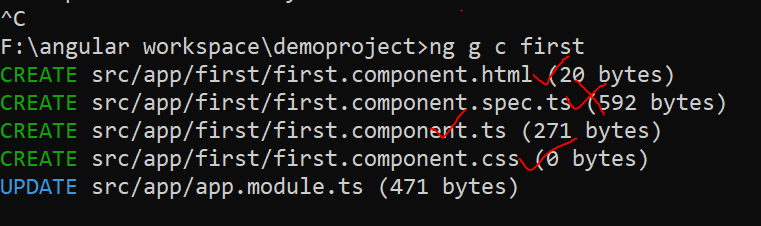 ^C
F:\angular workspace\demoproject>ng g c first
CREATE src/app/first/first.component.html (20 bytes)
CREATE src/app/first/first.component.spec.ts (592 bytes)
CREATE src/app/first/first.component.ts (271 bytes)
CREATE src/app/first/first.component.css (0 bytes)
UPDATE src/app/app.module.ts (471 bytes)